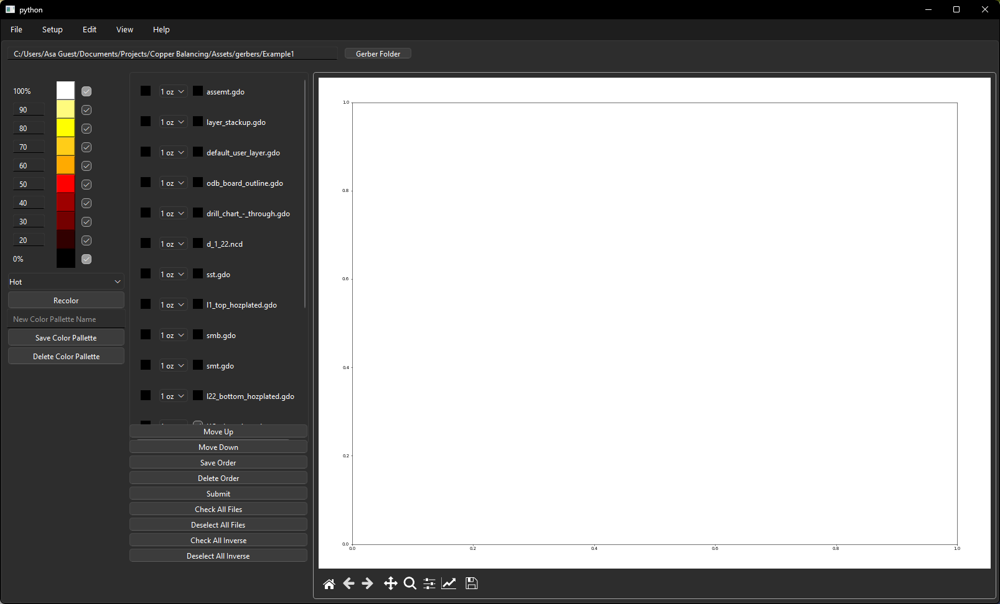 python
File Setup Edit View Help
C:/Users/Asa Guest/Documents/Projects/Copper Balancing/Assets/gerbers/Example1 Gerber Folder
100%
90
80
70
60
50
40
30
20
0%
Hot
Recolor
New Color Pallette Name
Save Color Pallette
Delete Color Pallette
1 oz assemt.gdo
1 oz layer_stackup.gdo
1 oz default_user_layer.gdo
1 oz odb_board_outline.gdo
1 oz drill_chart_-_through.gdo
1 oz d_1_22.ncd
1 oz sst.gdo
1 oz l1_top_hozplated.gdo
1 oz smb.gdo
1 oz smt.gdo
1 oz l22_bottom_hozplated.gdo
Move Up
Move Down
Save Order
Delete Order
Submit
Check All Files
Deselect All Files
Check All Inverse
Deselect All Inverse
1.0
0.8
0.6
0.4
0.2
0.0
0.0 0.2 0.4 0.6 0.8 1.0